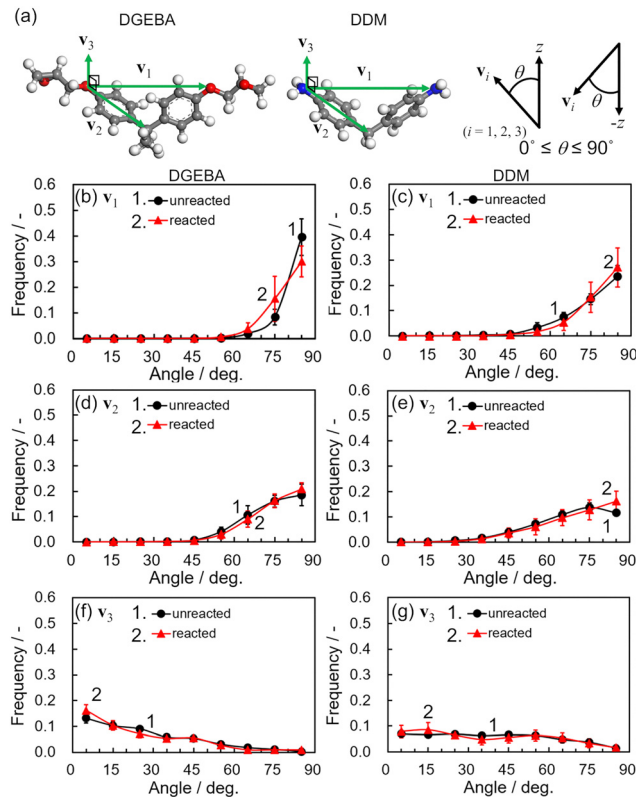 (a)
DGEBA
DDM
v3
v1
v2
v3
v1
v2
z
θ
vi
(i = 1, 2, 3)
vi
θ
-z
0° ≤ θ ≤ 90°
DGEBA
DDM
(b) v1
1. unreacted
2. reacted
1
2
Frequency / -
0.6
0.5
0.4
0.3
0.2
0.1
0.0
0 15 30 45 60 75 90
Angle / deg.
(c) v1
1. unreacted
2. reacted
2
1
Frequency / -
0.6
0.5
0.4
0.3
0.2
0.1
0.0
0 15 30 45 60 75 90
Angle / deg.
(d) v2
1. unreacted
2. reacted
1
2
Frequency / -
0.6
0.5
0.4
0.3
0.2
0.1
0.0
0 15 30 45 60 75 90
Angle / deg.
(e) v2
1. unreacted
2. reacted
2
1
Frequency / -
0.6
0.5
0.4
0.3
0.2
0.1
0.0
0 15 30 45 60 75 90
Angle / deg.
(f) v3
1. unreacted
2. reacted
2
1
Frequency / -
0.6
0.5
0.4
0.3
0.2
0.1
0.0
0 15 30 45 60 75 90
Angle / deg.
(g) v3
1. unreacted
2. reacted
2
1
Frequency / -
0.6
0.5
0.4
0.3
0.2
0.1
0.0
0 15 30 45 60 75 90
Angle / deg.